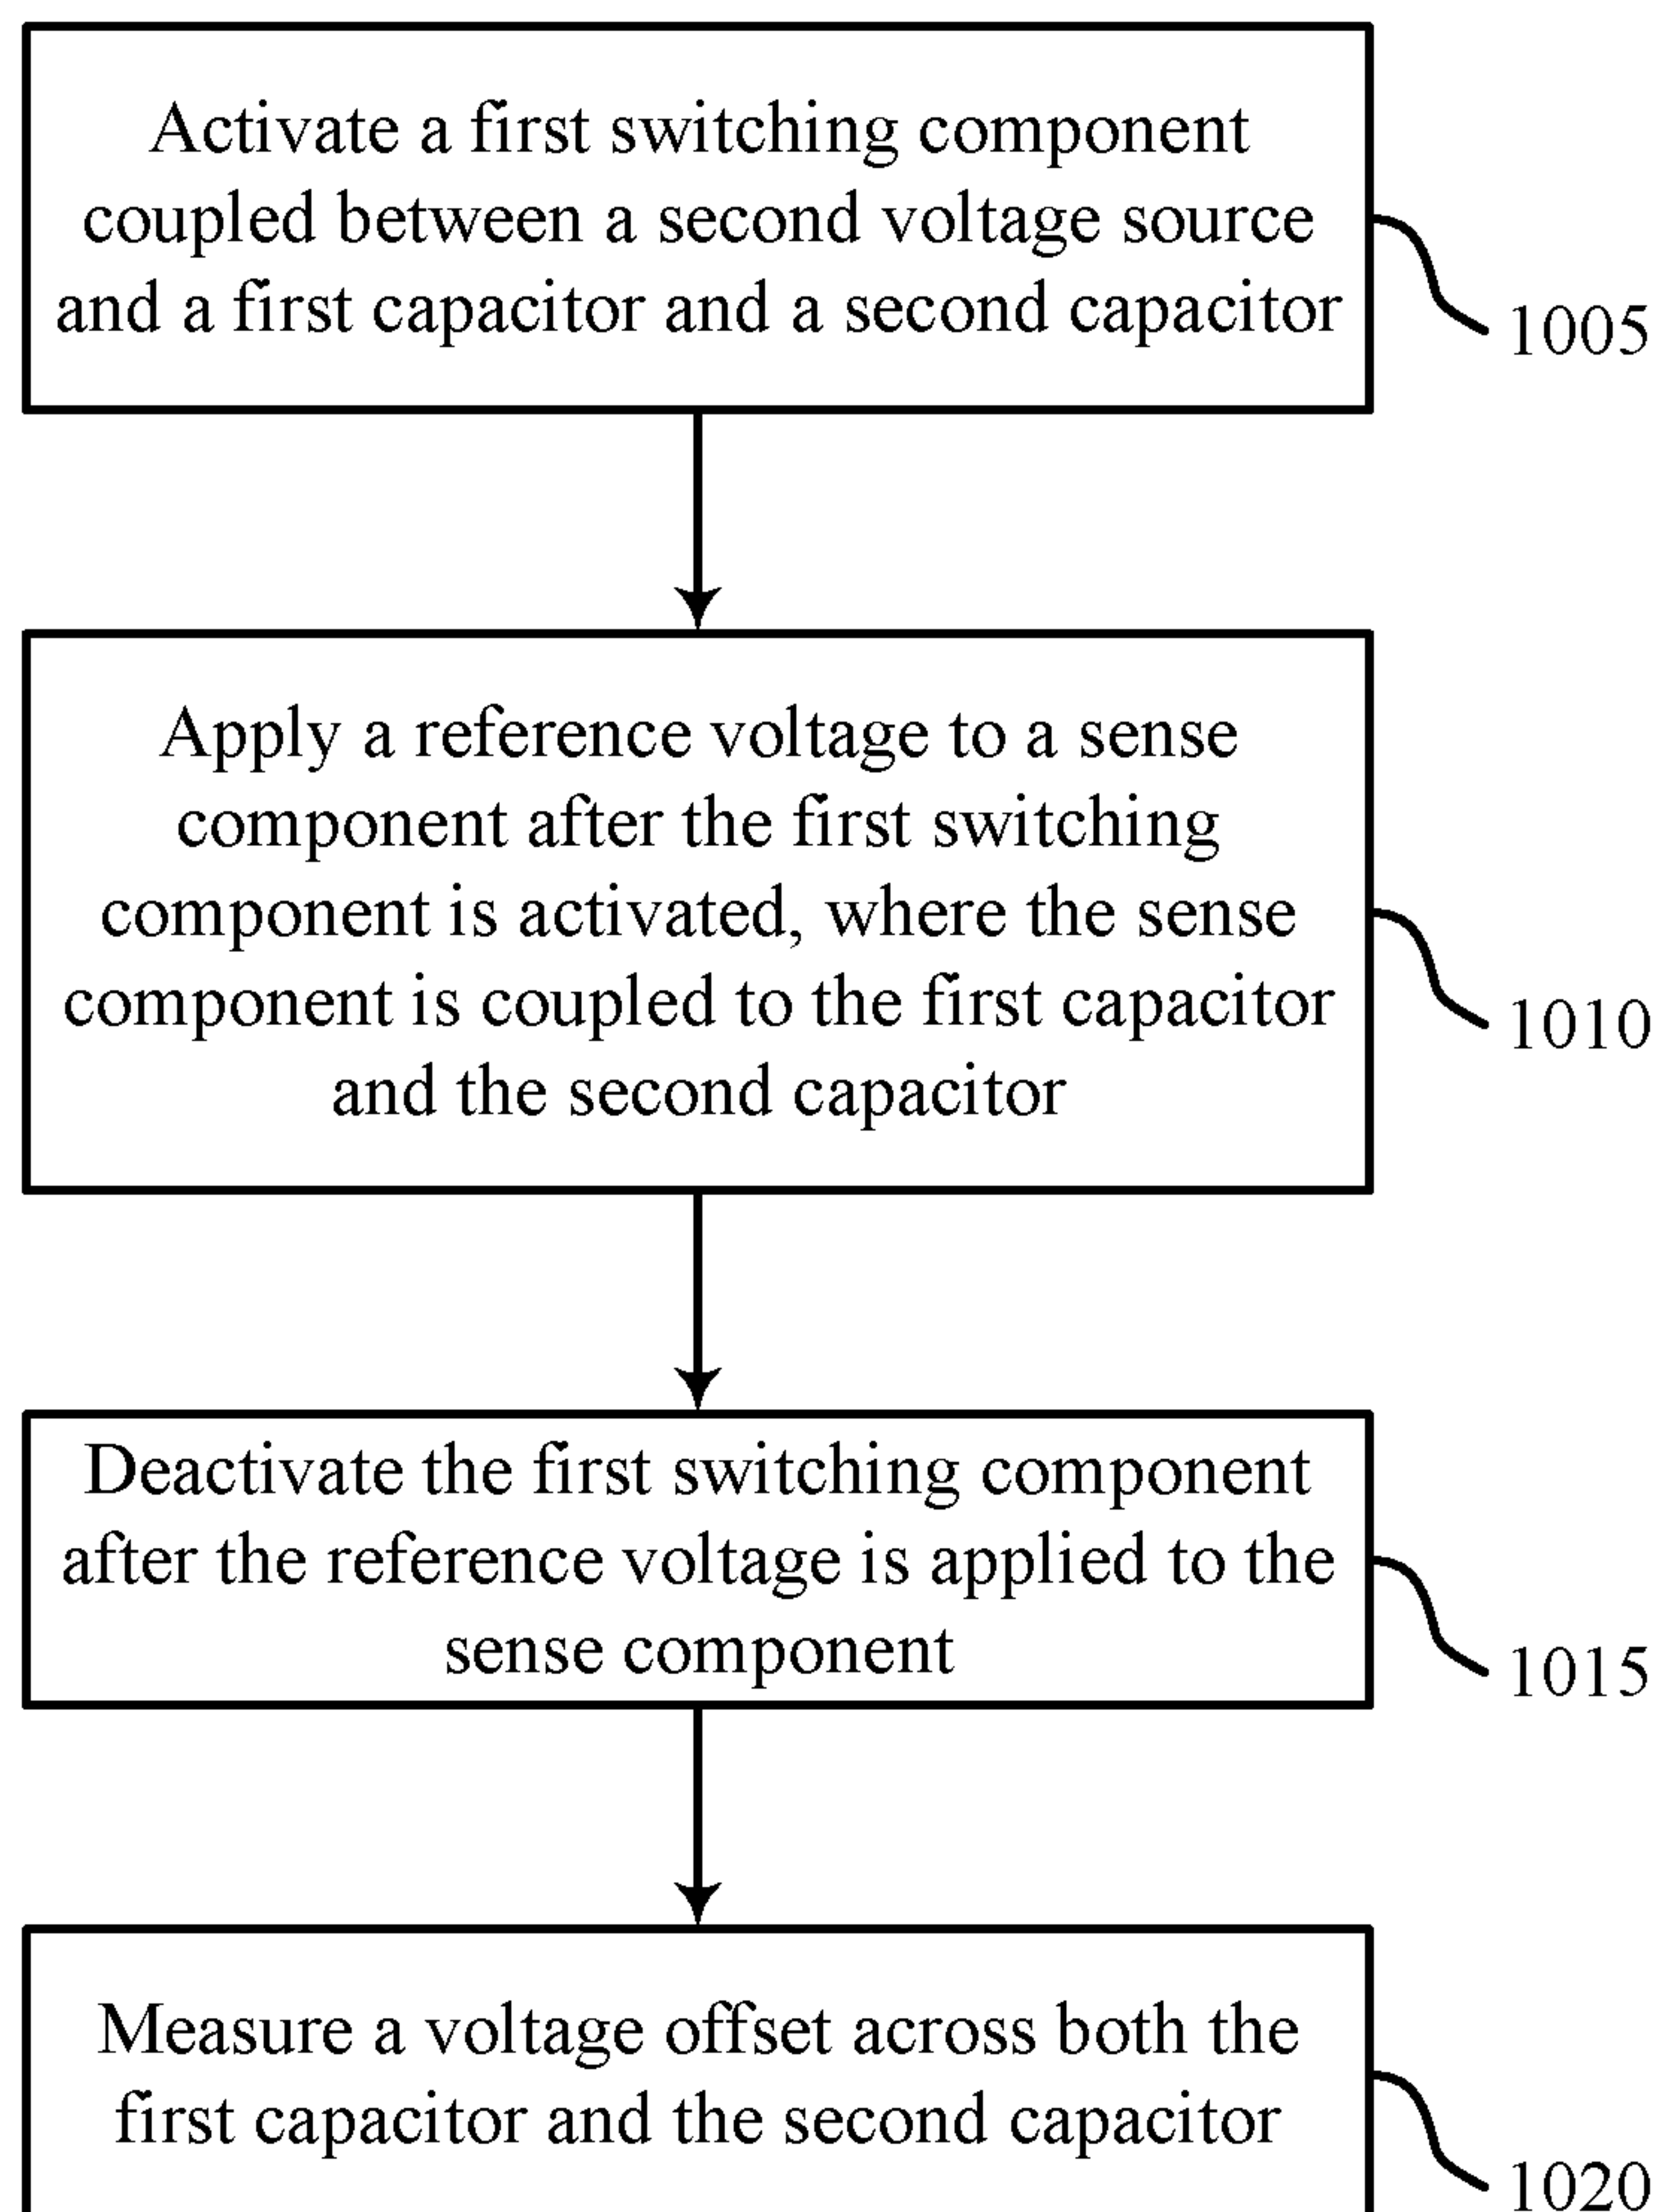 Activate a first switching component
coupled between a second voltage source
and a first capacitor and a second capacitor
1005
Apply a reference voltage to a sense
component after the first switching
component is activated, where the sense
component is coupled to the first capacitor
and the second capacitor
1010
Deactivate the first switching component
after the reference voltage is applied to the
sense component
1015
Measure a voltage offset across both the
first capacitor and the second capacitor
1020